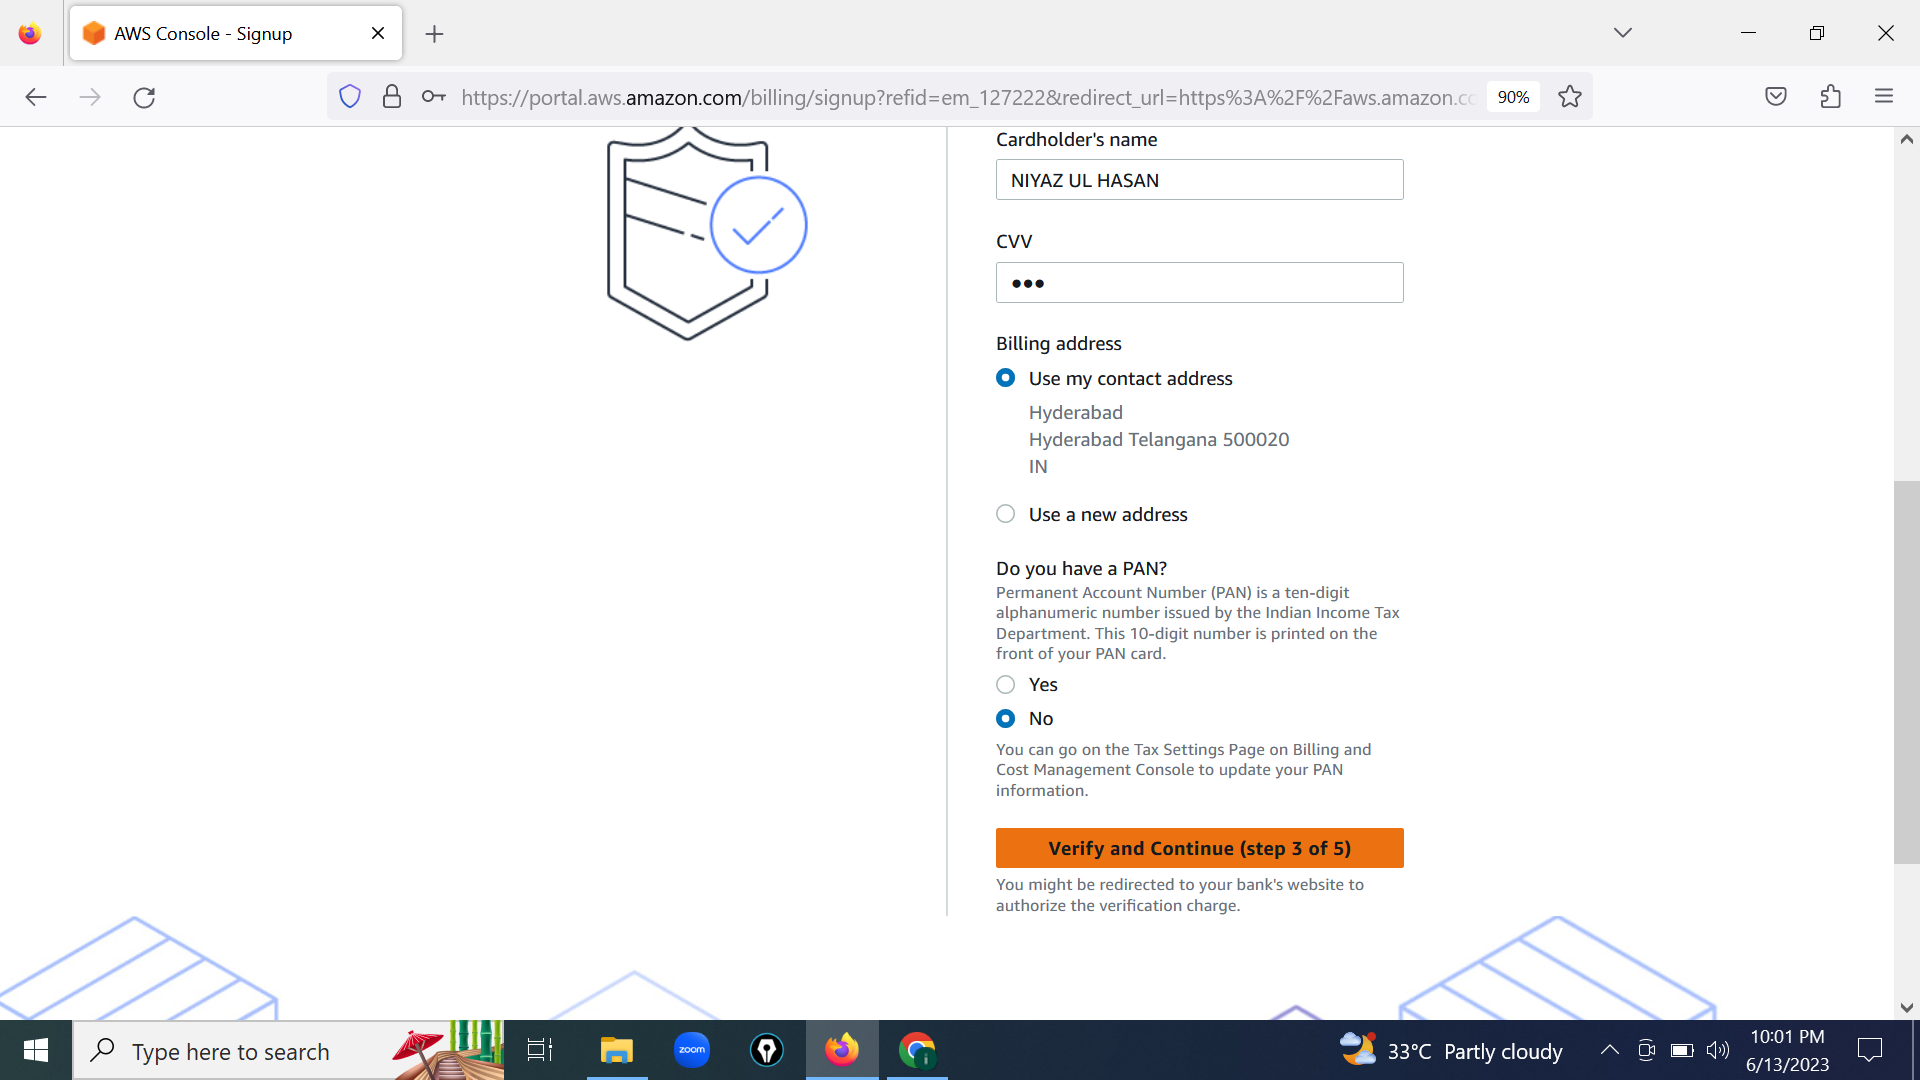 AWS Console - Signup
https://portal.aws.amazon.com/billing/signup?refid=em_127222&redirect_url=https%3A%2F%2Faws.amazon.co
90%
Cardholder's name
NIYAZ UL HASAN
CVV
•••
Billing address
Use my contact address
Hyderabad
Hyderabad Telangana 500020
IN
Use a new address
Do you have a PAN?
Permanent Account Number (PAN) is a ten-digit
alphanumeric number issued by the Indian Income Tax
Department. This 10-digit number is printed on the
front of your PAN card.
Yes
No
You can go on the Tax Settings Page on Billing and
Cost Management Console to update your PAN
information.
Verify and Continue (step 3 of 5)
You might be redirected to your bank's website to
authorize the verification charge.
Type here to search
zoom
33°C Partly cloudy
10:01 PM
6/13/2023